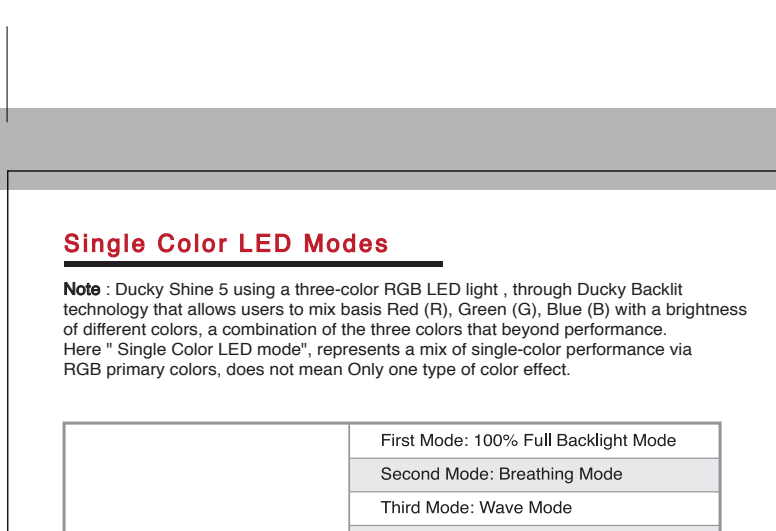 Single Color LED Modes
Note : Ducky Shine 5 using a three-color RGB LED light , through Ducky Backlit
technology that allows users to mix basis Red (R), Green (G), Blue (B) with a brightness
of different colors, a combination of the three colors that beyond performance.
Here " Single Color LED mode", represents a mix of single-color performance via
RGB primary colors, does not mean Only one type of color effect.
First Mode: 100% Full Backlight Mode
Second Mode: Breathing Mode
Third Mode: Wave Mode